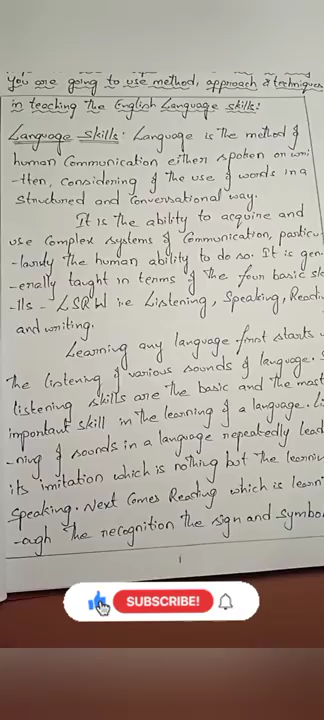 You are going to use method, approach & techniques
in teaching the English Language skills:
Language Skills: Language is the method of
human Communication either spoken or wri
-tten, considering of the use of words in a
structured and conversational way.
It is the ability to acquire and
use Complex systems of Communication, particu
-larly the human ability to do so. It is gen-
-erally taught in terms of the four basic ski
-lls - LSRW i.e Listening, Speaking, Readi
and writing.
Learning any language first starts
The listening of various sounds of language.
listening skills are the basic and the most
important skill in the learning of a language. Li
-ning of sounds in a language repeatedly lead
its imitation which is nothing but the learnin
Speaking. Next Comes Reading which is learn
-ough the recognition the sign and symbo
1
SUBSCRIBE!